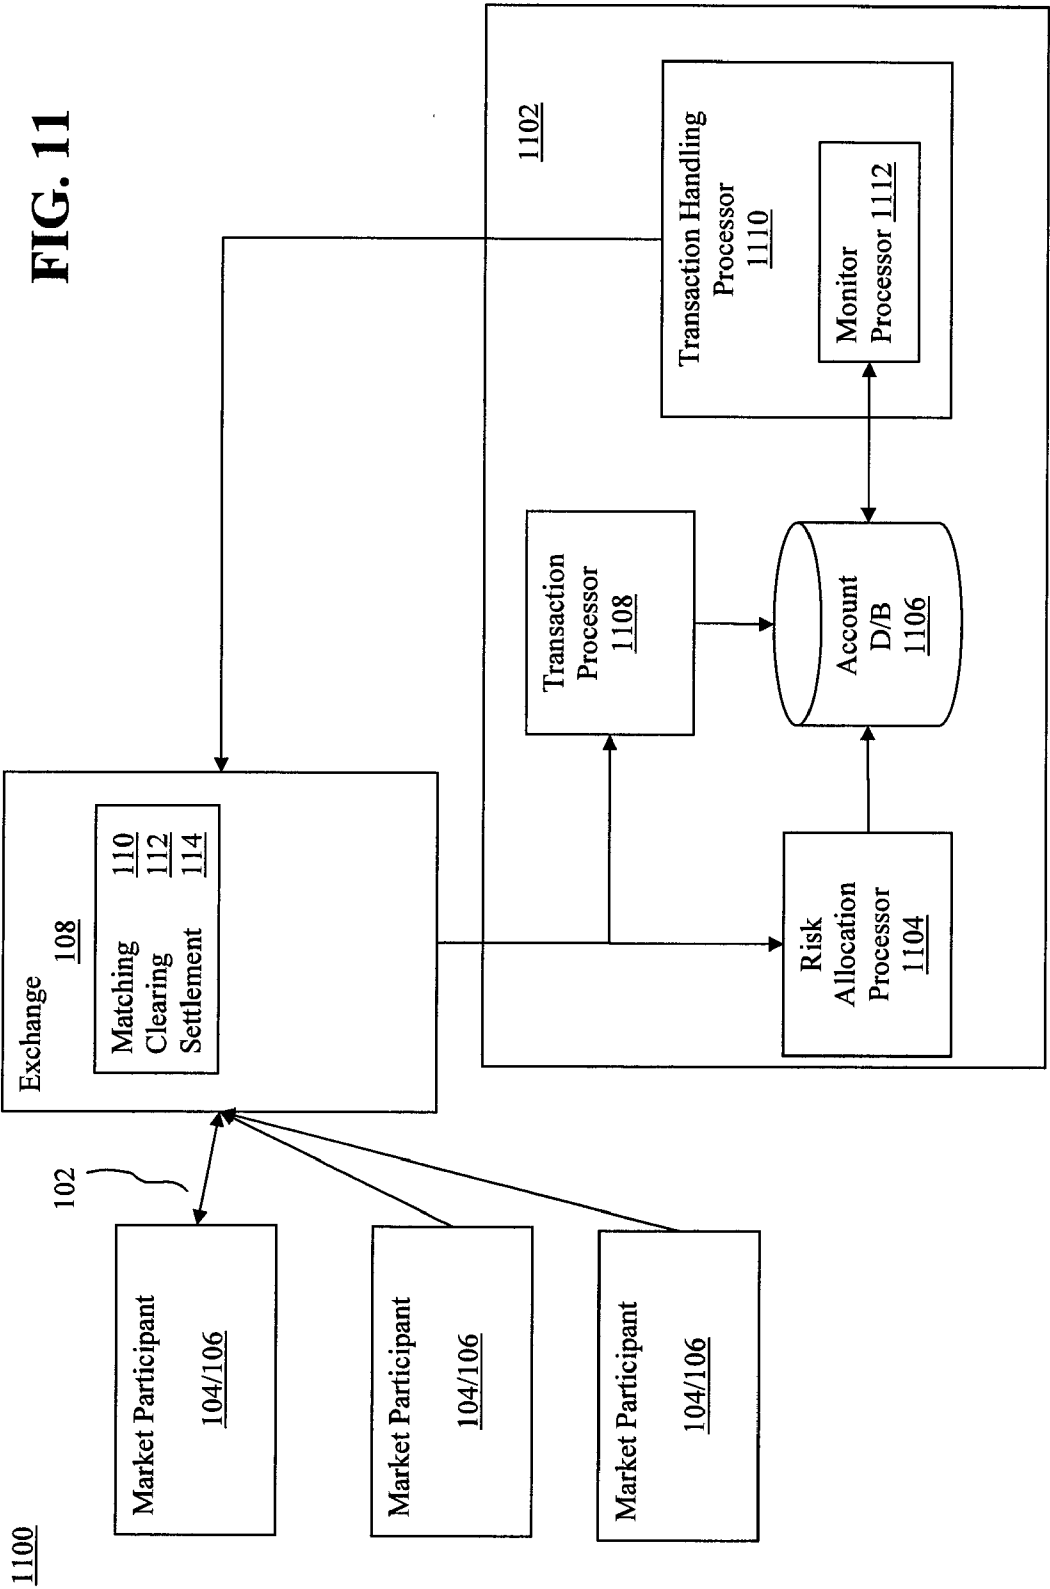 1100
FIG. 11
Market Participant
104/106
Market Participant
104/106
Market Participant
104/106
102
Exchange
108
Matching 110
Clearing 112
Settlement 114
1102
Risk
Allocation
Processor
1104
Transaction
Processor
1108
Account
D/B
1106
Transaction Handling
Processor
1110
Monitor
Processor 1112